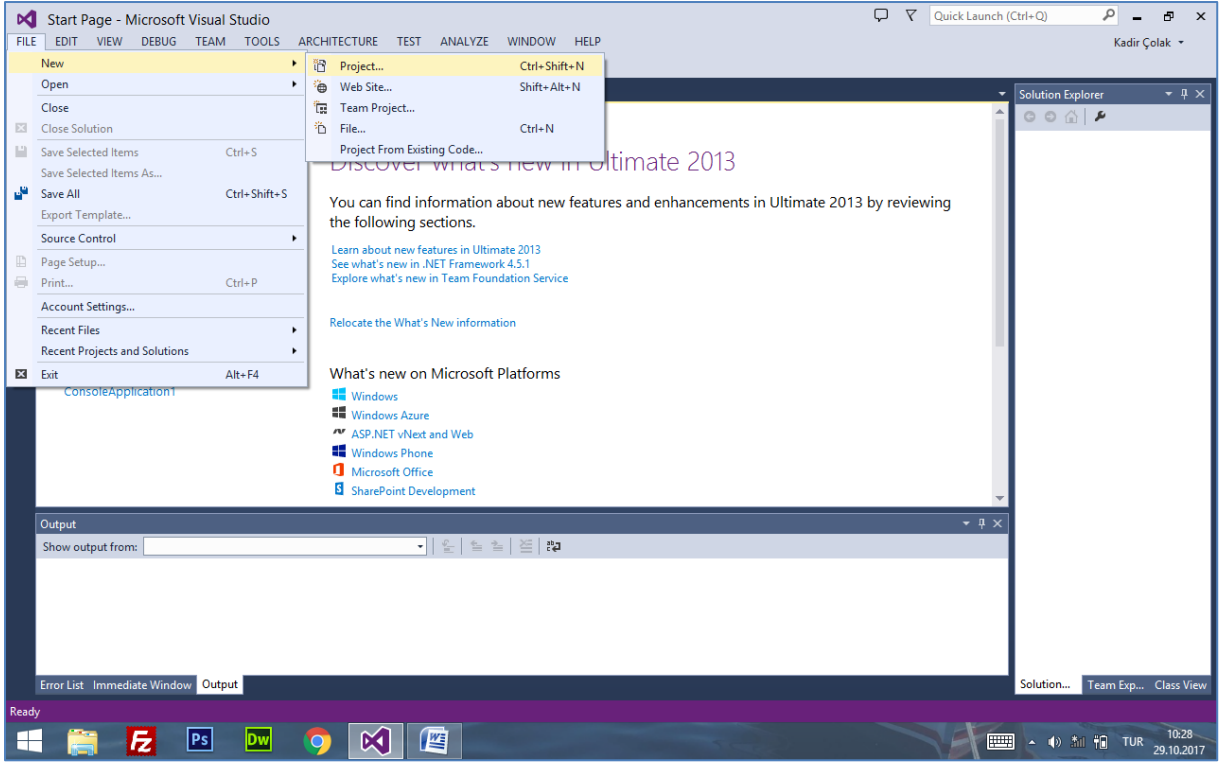 Start Page - Microsoft Visual Studio
Quick Launch (Ctrl+Q)
FILE EDIT VIEW DEBUG TEAM TOOLS ARCHITECTURE TEST ANALYZE WINDOW HELP
Kadir Çolak
New
Open
Close
Close Solution
Save Selected Items Ctrl+S
Save Selected Items As...
Save All Ctrl+Shift+S
Export Template...
Source Control
Page Setup...
Print... Ctrl+P
Account Settings...
Recent Files
Recent Projects and Solutions
Exit Alt+F4
ConsoleApplication1
Project... Ctrl+Shift+N
Web Site... Shift+Alt+N
Team Project...
File... Ctrl+N
Project From Existing Code...
Discover what's new in Ultimate 2013
You can find information about new features and enhancements in Ultimate 2013 by reviewing
the following sections.
Learn about new features in Ultimate 2013
See what's new in .NET Framework 4.5.1
Explore what's new in Team Foundation Service
Relocate the What's New information
What's new on Microsoft Platforms
Windows
Windows Azure
ASP.NET vNext and Web
Windows Phone
Microsoft Office
SharePoint Development
Solution Explorer
Output
Show output from:
Error List Immediate Window Output
Solution... Team Exp... Class View
Ready
Fz Ps Dw
TUR
10:28
29.10.2017